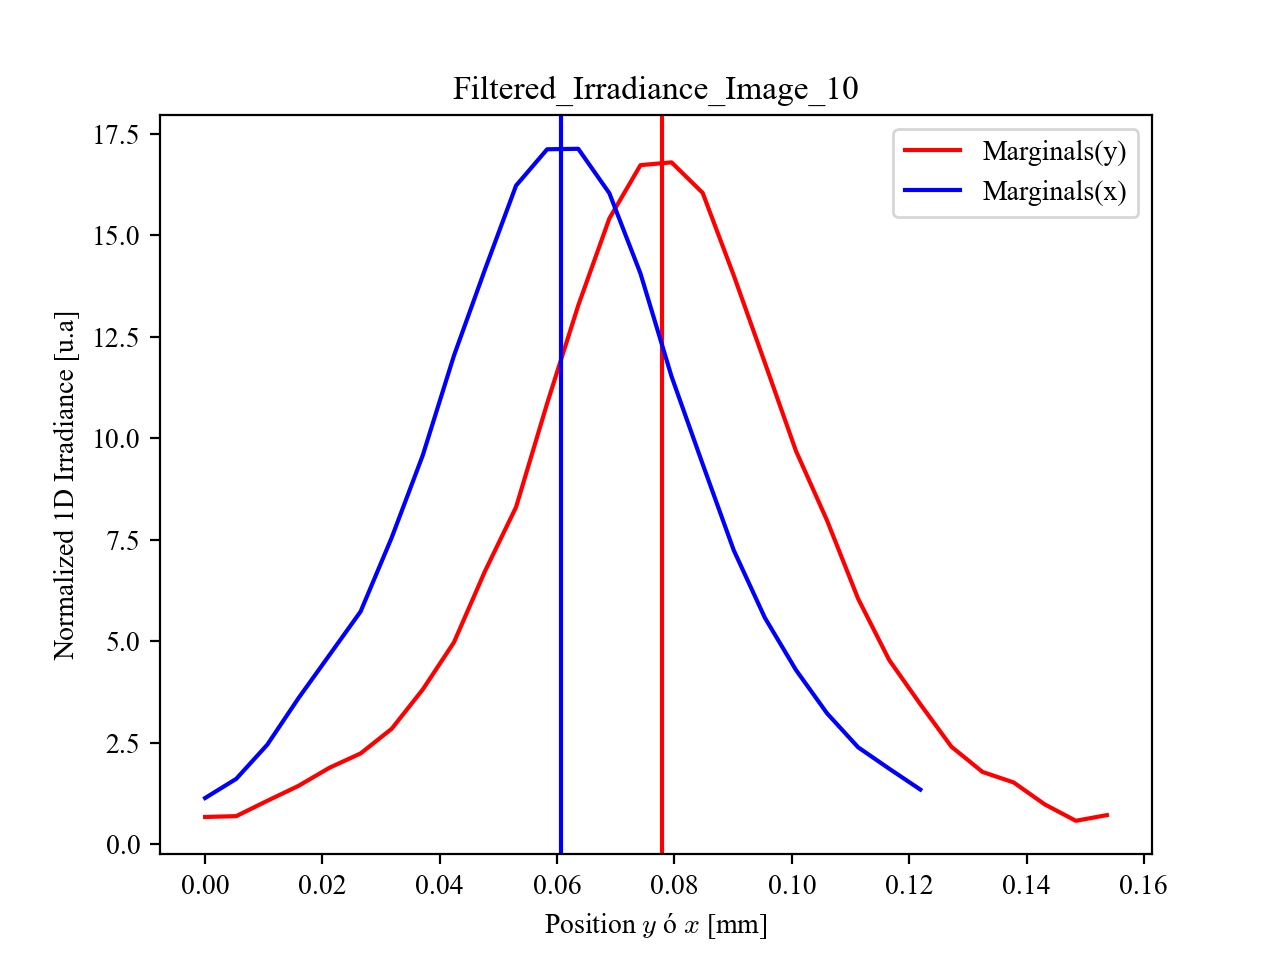 Filtered_Irradiance_Image_10
Marginals(y)
Marginals(x)
Normalized 1D Irradiance [u.a]
17.5
15.0
12.5
10.0
7.5
5.0
2.5
0.0
0.00 0.02 0.04 0.06 0.08 0.10 0.12 0.14 0.16
Position y ó x [mm]